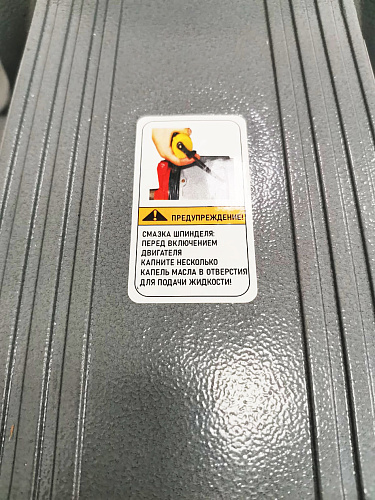 ПРЕДУПРЕЖДЕНИЕ!
СМАЗКА ШПИНДЕЛЯ:
ПЕРЕД ВКЛЮЧЕНИЕМ
ДВИГАТЕЛЯ
КАПНИТЕ НЕСКОЛЬКО
КАПЕЛЬ МАСЛА В ОТВЕРСТИЯ
ДЛЯ ПОДАЧИ ЖИДКОСТИ!